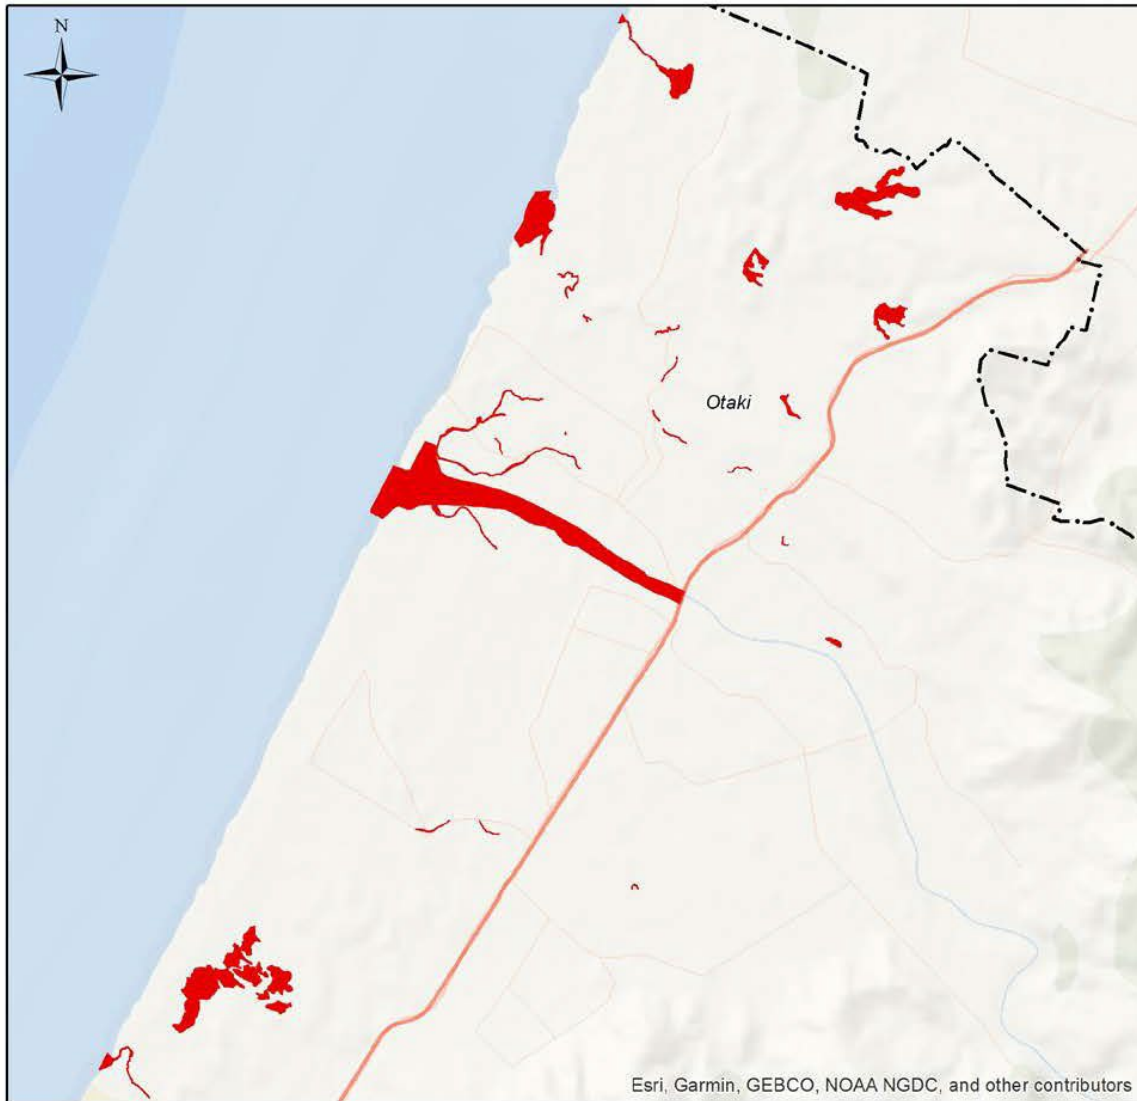 N
Otaki
Esri, Garmin, GEBCO, NOAA NGDC, and other contributors